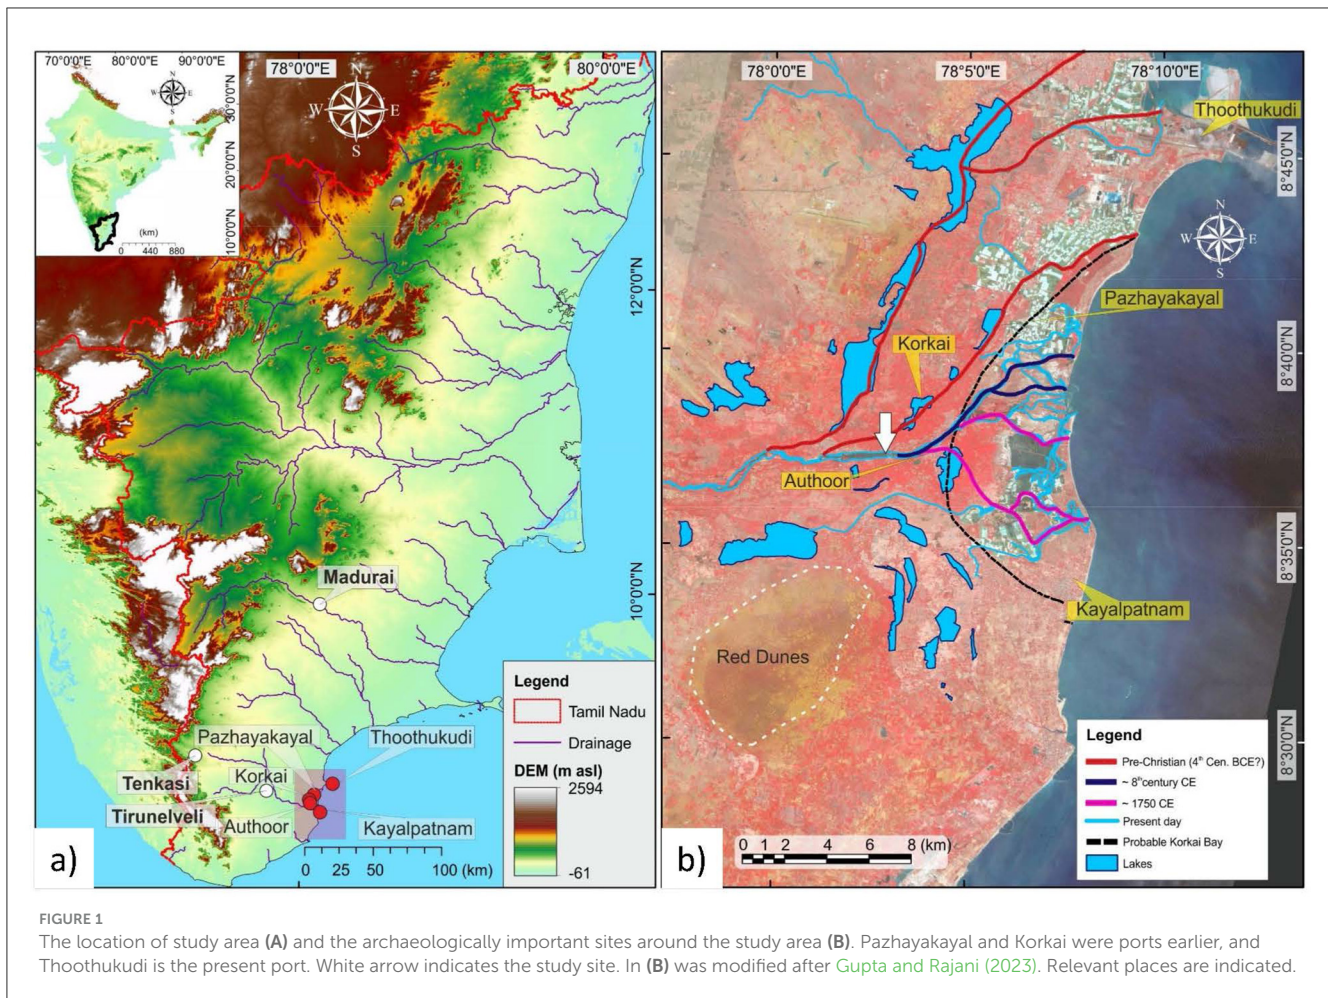 70°0'0"E 80°0'0"E 90°0'0"E
N
S
30°0'0"N
20°0'0"N
10°0'0"N
(km)
0 440 880
78°0'0"E
80°0'0"E
N
W E
S
12°0'0"N
10°0'0"N
Madurai
Pazhayakayal
Thoothukudi
Tenkasi
Korkai
Tirunelveli
Authoor
Kayalpatnam
0 25 50 100 (km)
Legend
Tamil Nadu
Drainage
DEM (m asl)
2594
-61
a)
78°0'0"E 78°5'0"E 78°10'0"E
Thoothukudi
8°45'0"N
N
W E
S
Pazhayakayal
Korkai
8°40'0"N
Authoor
8°35'0"N
Kayalpatnam
Red Dunes
8°30'0"N
Legend
Pre-Christian (4th Cen. BCE?)
~ 8th century CE
~ 1750 CE
Present day
Probable Korkai Bay
Lakes
0 1 2 4 6 8 (km)
b)
FIGURE 1
The location of study area (A) and the archaeologically important sites around the study area (B). Pazhayakayal and Korkai were ports earlier, and
Thoothukudi is the present port. White arrow indicates the study site. In (B) was modified after Gupta and Rajani (2023). Relevant places are indicated.